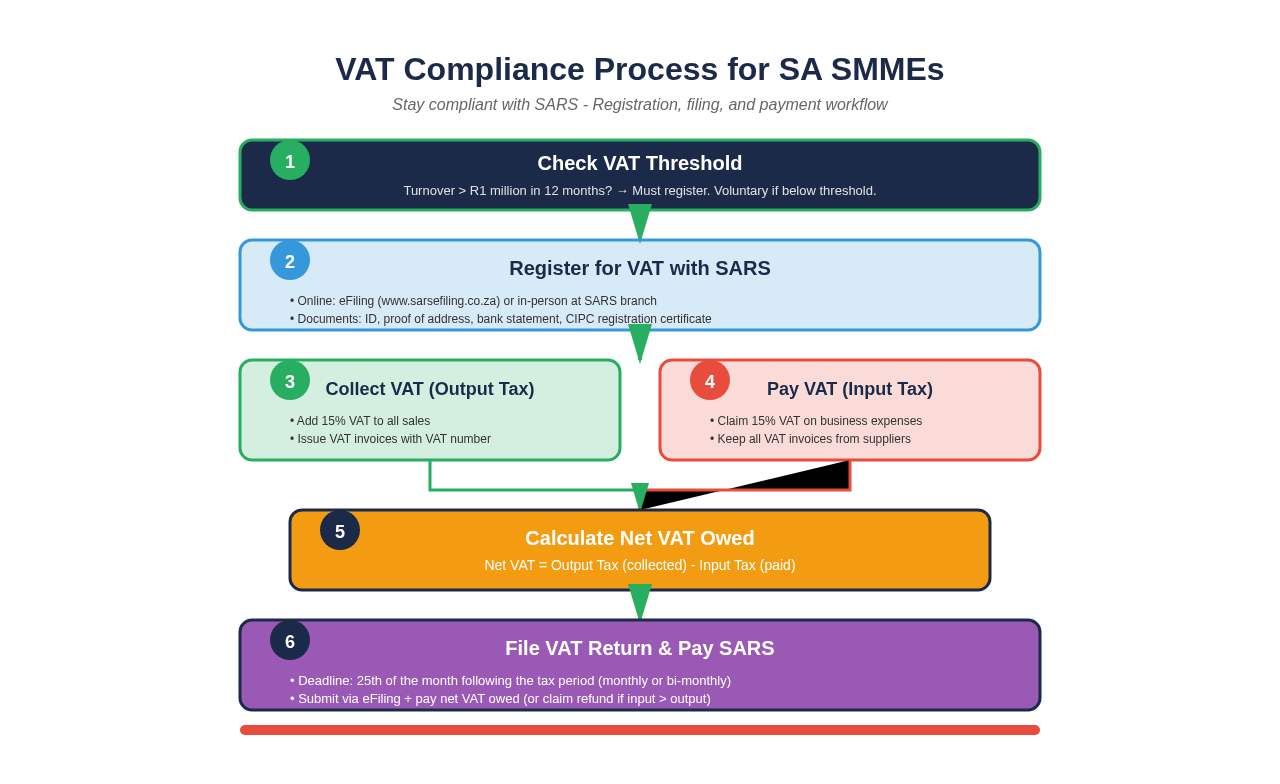 VAT Compliance Process for SA SMMEs
Stay compliant with SARS - Registration, filing, and payment workflow
1
Check VAT Threshold
Turnover > R1 million in 12 months? → Must register. Voluntary if below threshold.
2
Register for VAT with SARS
• Online: eFiling (www.sarsefiling.co.za) or in-person at SARS branch
• Documents: ID, proof of address, bank statement, CIPC registration certificate
3
Collect VAT (Output Tax)
• Add 15% VAT to all sales
• Issue VAT invoices with VAT number
4
Pay VAT (Input Tax)
• Claim 15% VAT on business expenses
• Keep all VAT invoices from suppliers
5
Calculate Net VAT Owed
Net VAT = Output Tax (collected) - Input Tax (paid)
6
File VAT Return & Pay SARS
• Deadline: 25th of the month following the tax period (monthly or bi-monthly)
• Submit via eFiling + pay net VAT owed (or claim refund if input > output)